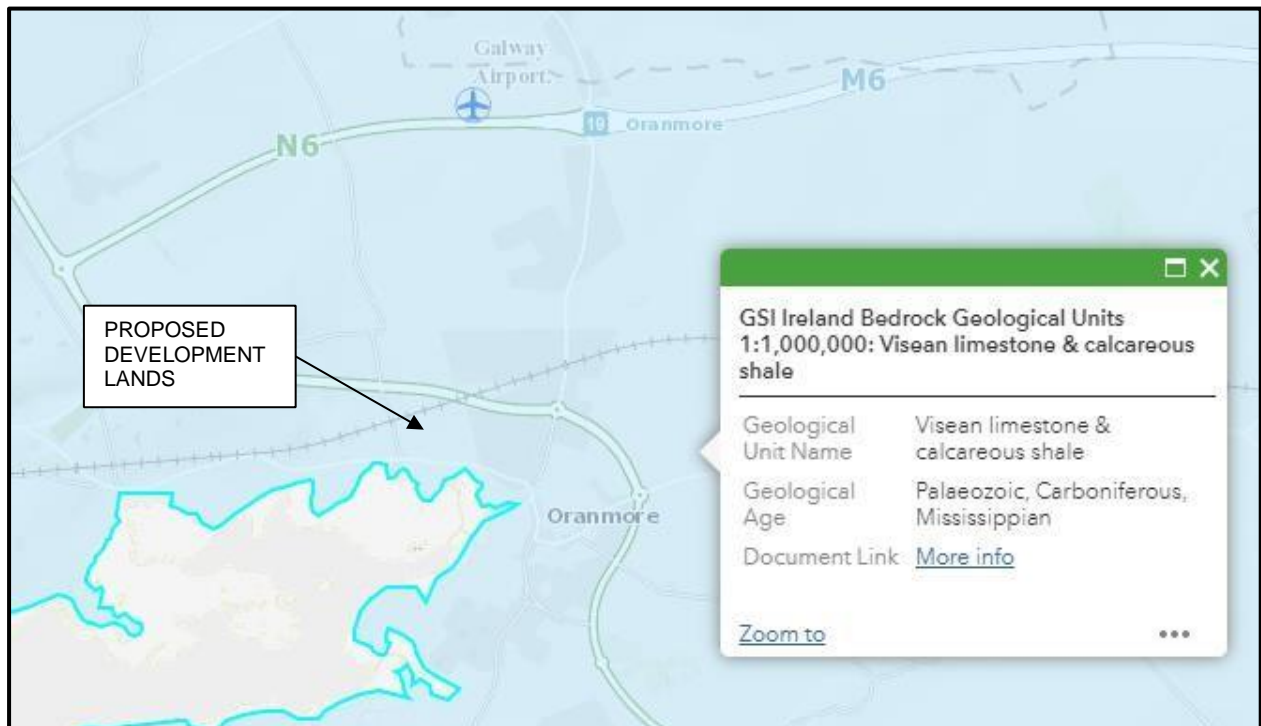 Galway
Airport
M6
19 Oranmore
N6
PROPOSED
DEVELOPMENT
LANDS
Oranmore
GSI Ireland Bedrock Geological Units
1:1,000,000: Visean limestone & calcareous
shale
Geological Unit Name Visean limestone &
calcareous shale
Geological Age Palaeozoic, Carboniferous,
Mississippian
Document Link More info
Zoom to